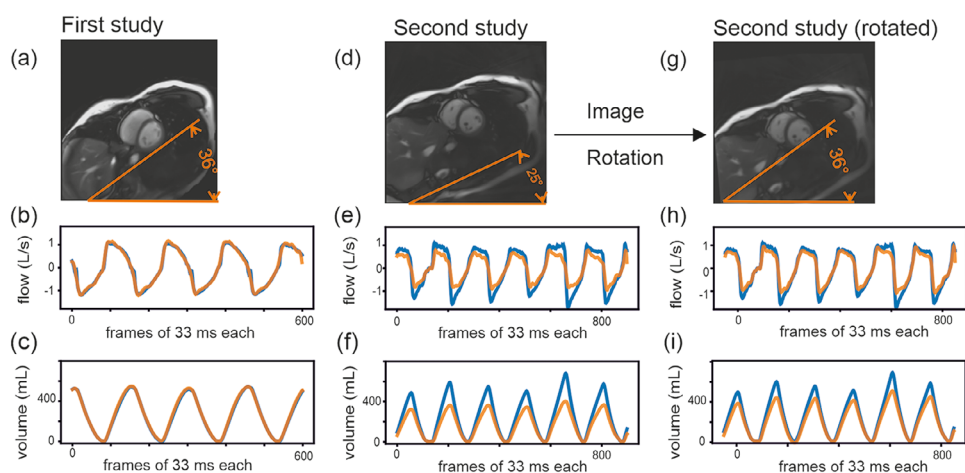 First study
Second study
Second study (rotated)
(a)
(d)
(g)
36°
25°
36°
Image
Rotation
(b)
(e)
(h)
flow (L/s)
1
0
-1
0
600
frames of 33 ms each
flow (L/s)
1
0
-1
0
800
frames of 33 ms each
flow (L/s)
1
0
-1
0
800
frames of 33 ms each
(c)
(f)
(i)
volume (mL)
400
0
0
600
frames of 33 ms each
volume (mL)
400
0
0
800
frames of 33 ms each
volume (mL)
400
0
0
800
frames of 33 ms each